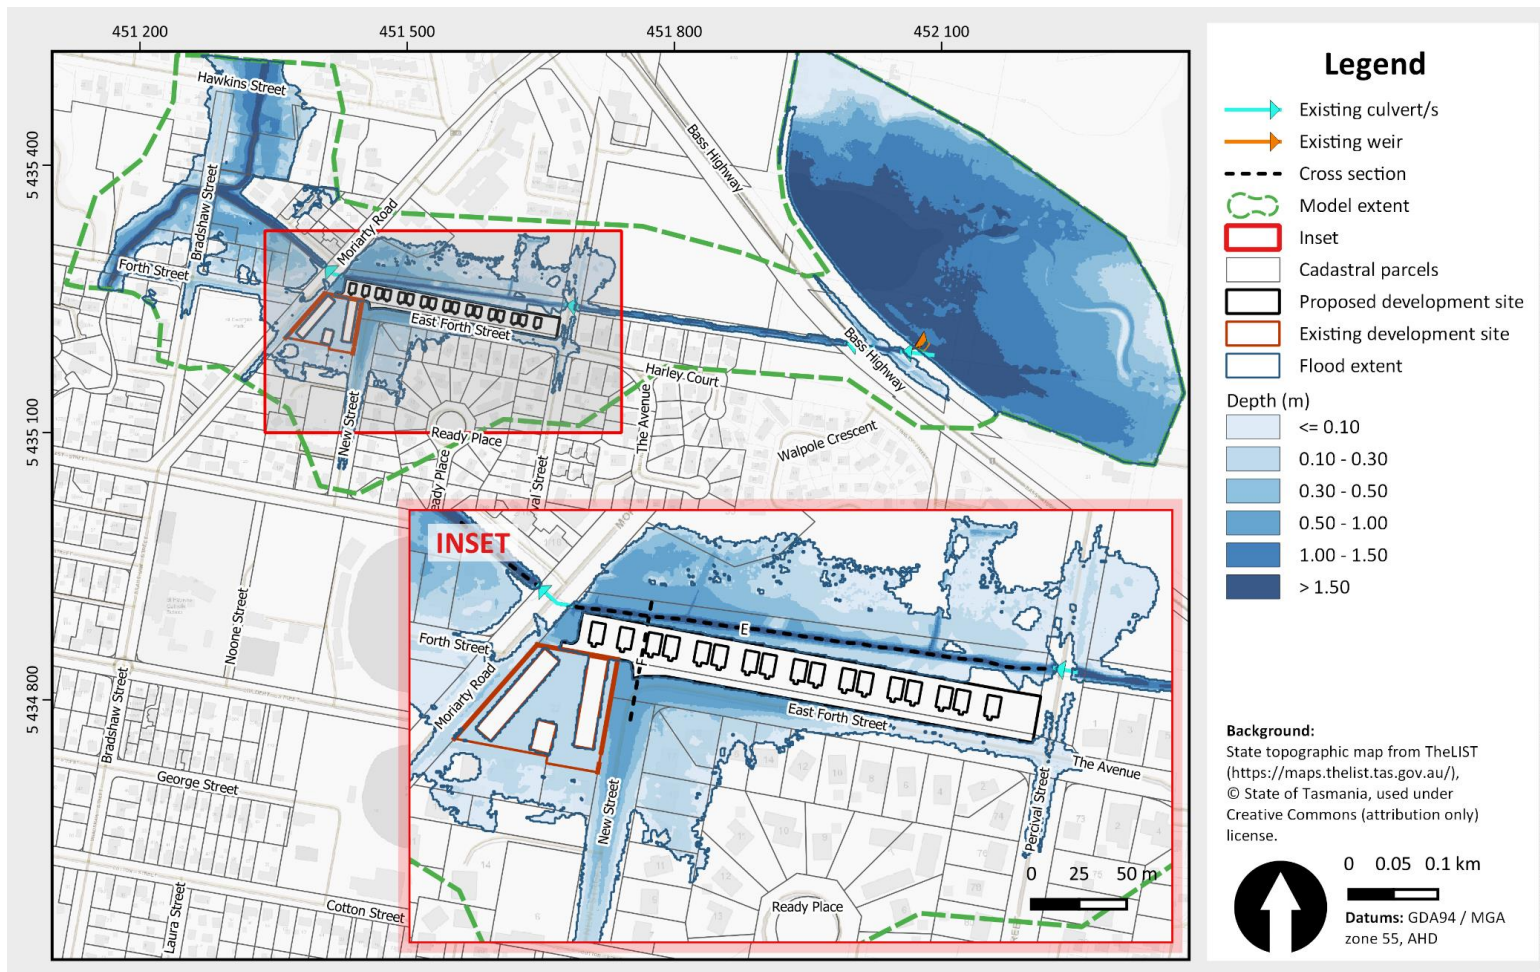 451 200
451 500
451 800
452 100
5 435 400
5 435 100
5 434 800
Hawkins Street
Bradshaw Street
Forth Street
Moriarty Road
East Forth Street
New Street
Bass Highway
Bass Highway
Harley Court
The Avenue
Ready Place
Walpole Crescent
Noone Street
Bradshaw Street
George Street
Laura Street
Cotton Street
INSET
Forth Street
Moriarty Road
E
F
East Forth Street
New Street
The Avenue
Percival Street
Ready Place
0 25 50 m
Legend
Existing culvert/s
Existing weir
Cross section
Model extent
Inset
Cadastral parcels
Proposed development site
Existing development site
Flood extent
Depth (m)
<= 0.10
0.10 - 0.30
0.30 - 0.50
0.50 - 1.00
1.00 - 1.50
> 1.50
Background:
State topographic map from TheLIST
(https://maps.thelist.tas.gov.au/),
© State of Tasmania, used under
Creative Commons (attribution only)
license.
0 0.05 0.1 km
Datums: GDA94 / MGA
zone 55, AHD